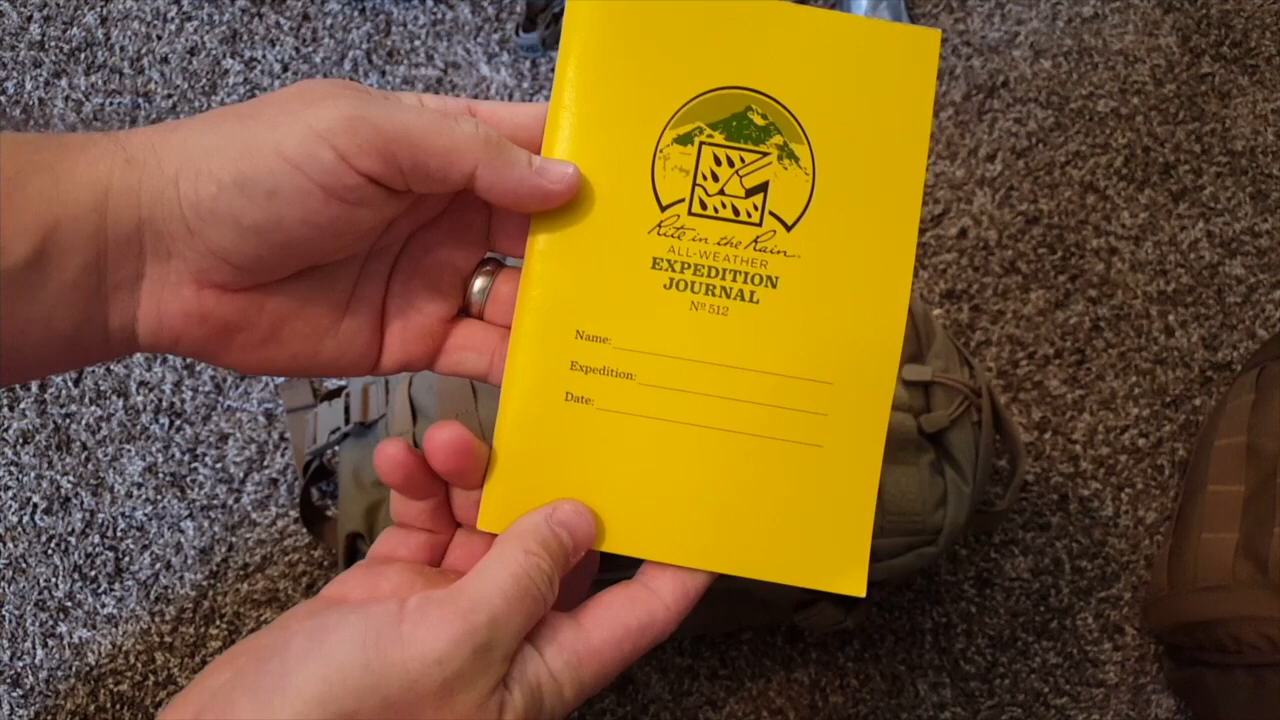 Rite in the Rain
ALL-WEATHER
EXPEDITION
JOURNAL
Nº 512
Name:
Expedition:
Date: